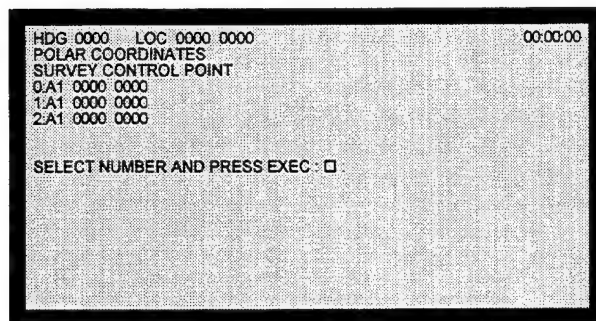 HDG 0000 LOC 0000 0000 00:00:00
POLAR COORDINATES
SURVEY CONTROL POINT
0:A1 0000 0000
1:A1 0000 0000
2:A1 0000 0000
SELECT NUMBER AND PRESS EXEC : □